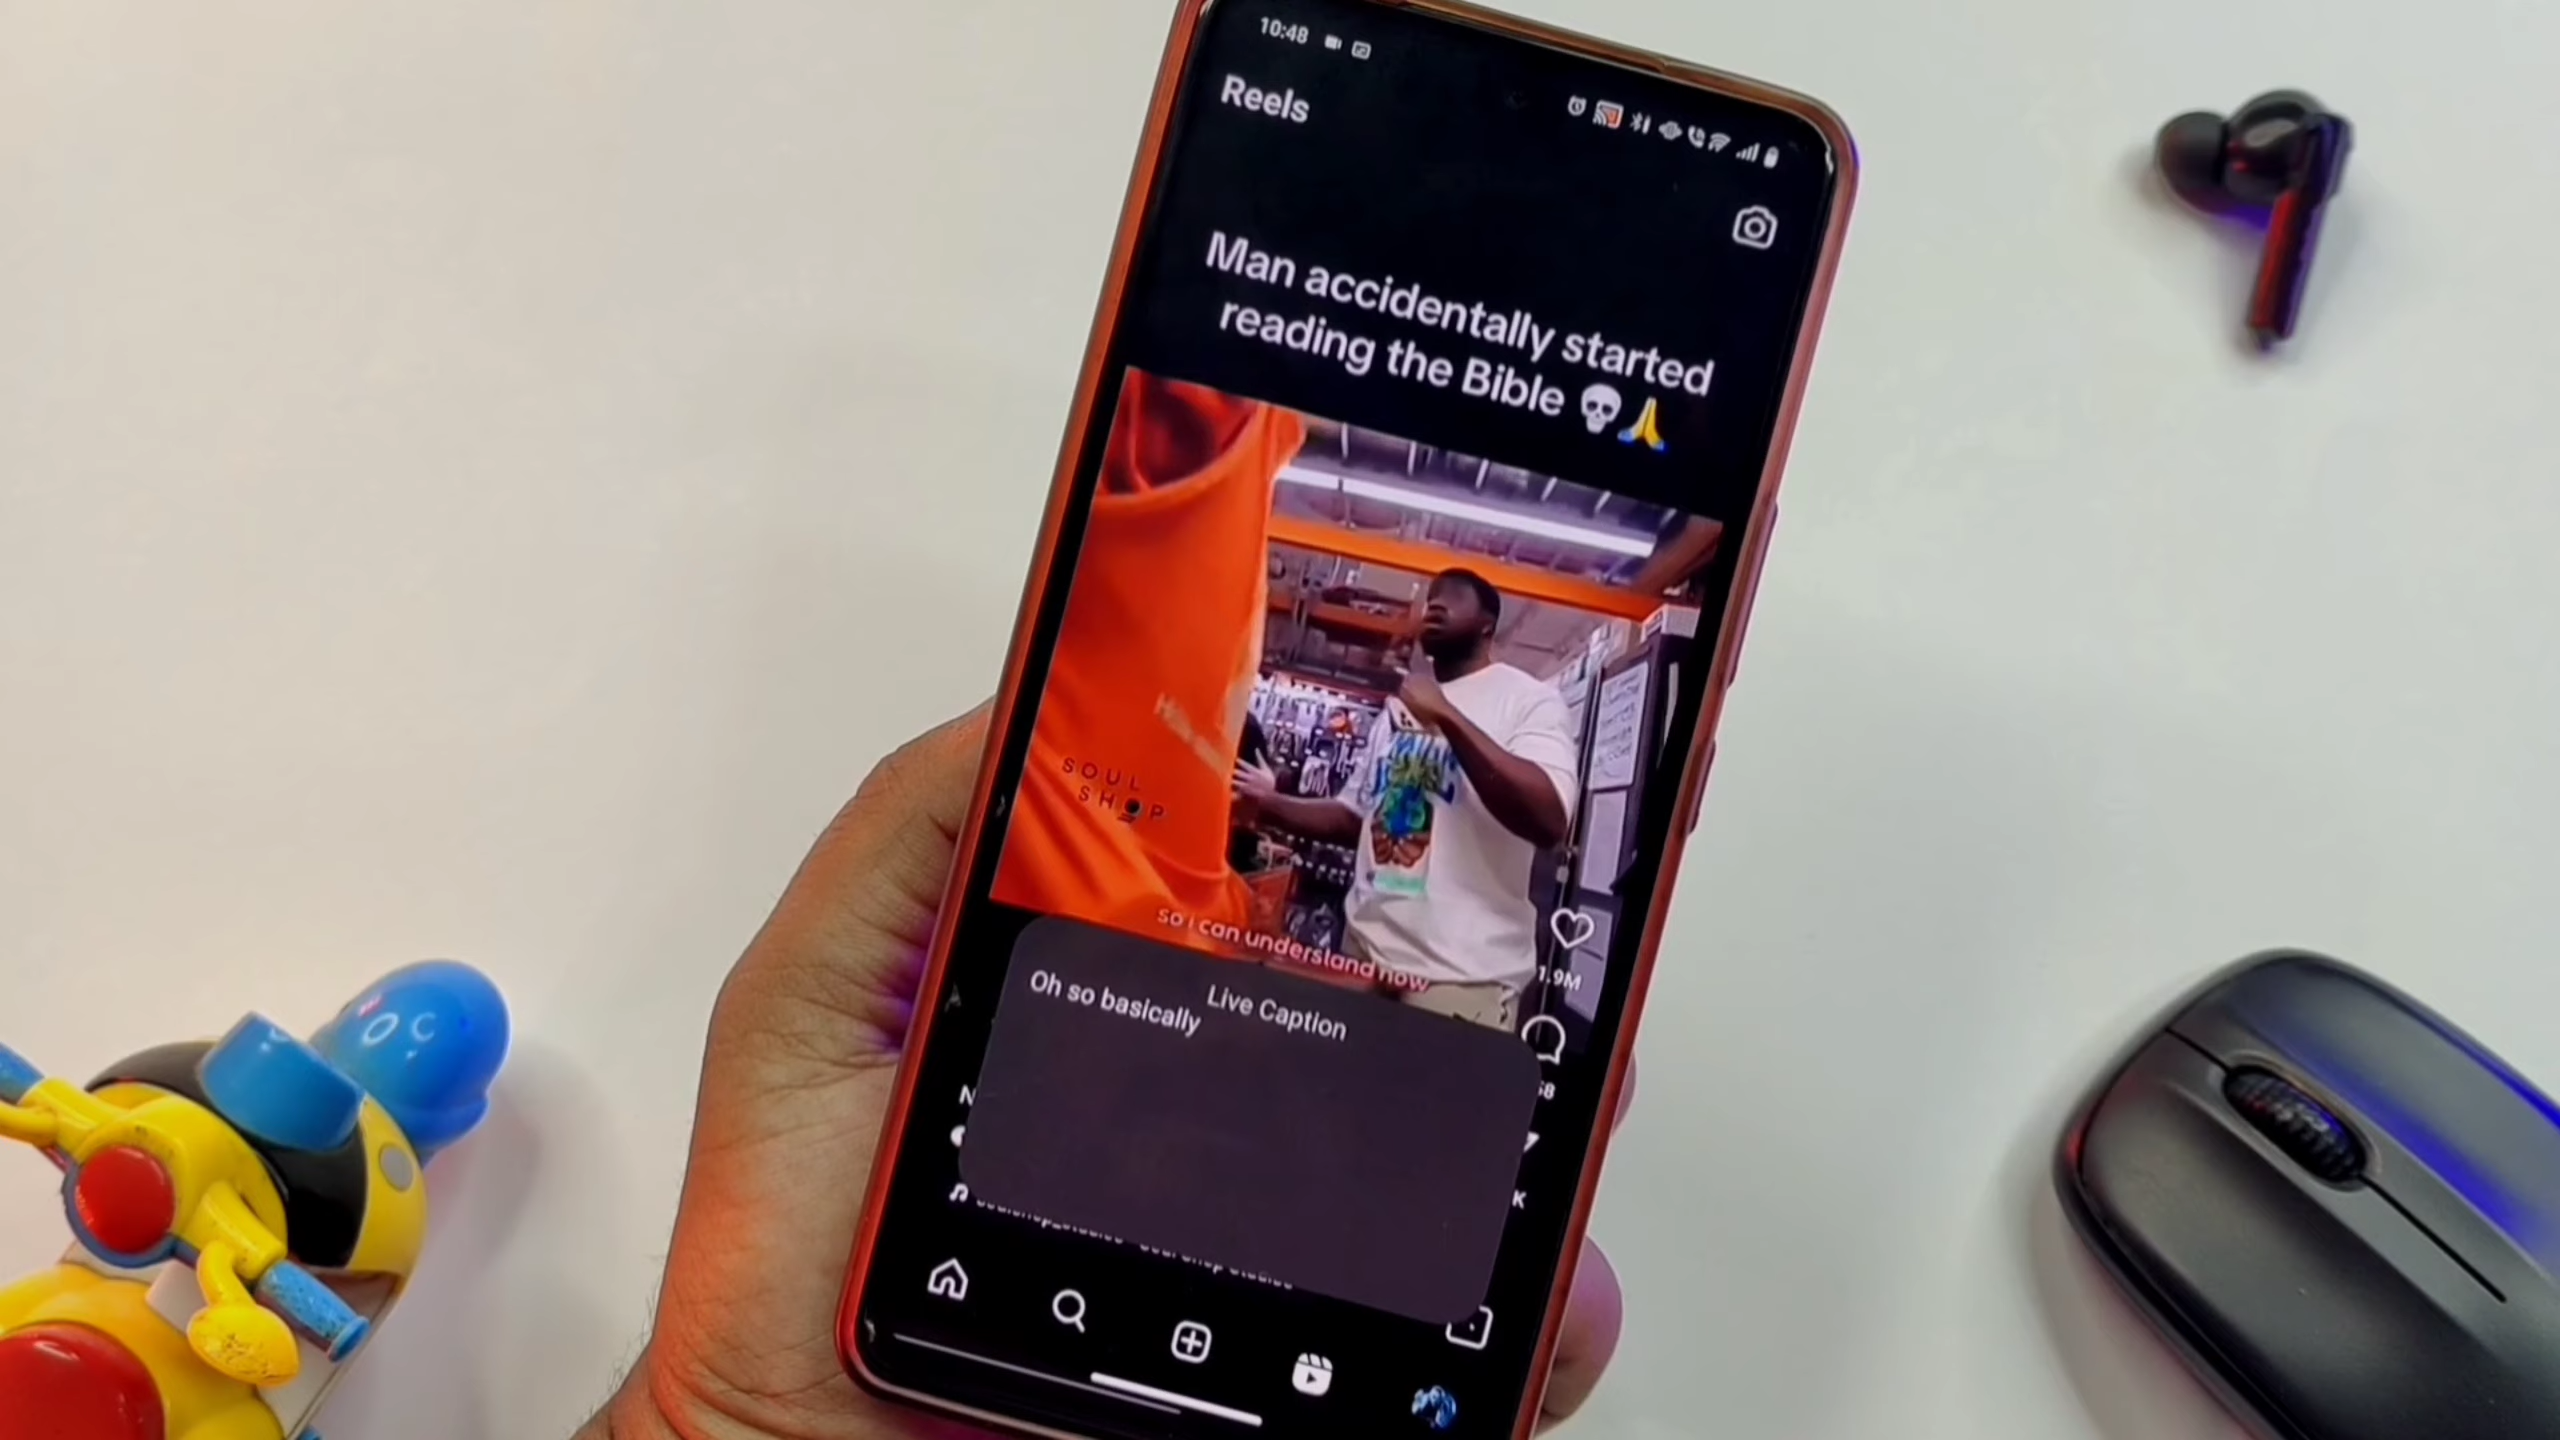 10:48
Reels
Man accidentally started
reading the Bible 💀🙏
SOUL
SHOP
so i can understand now
1.9M
Live Caption
Oh so basically
58
N
K